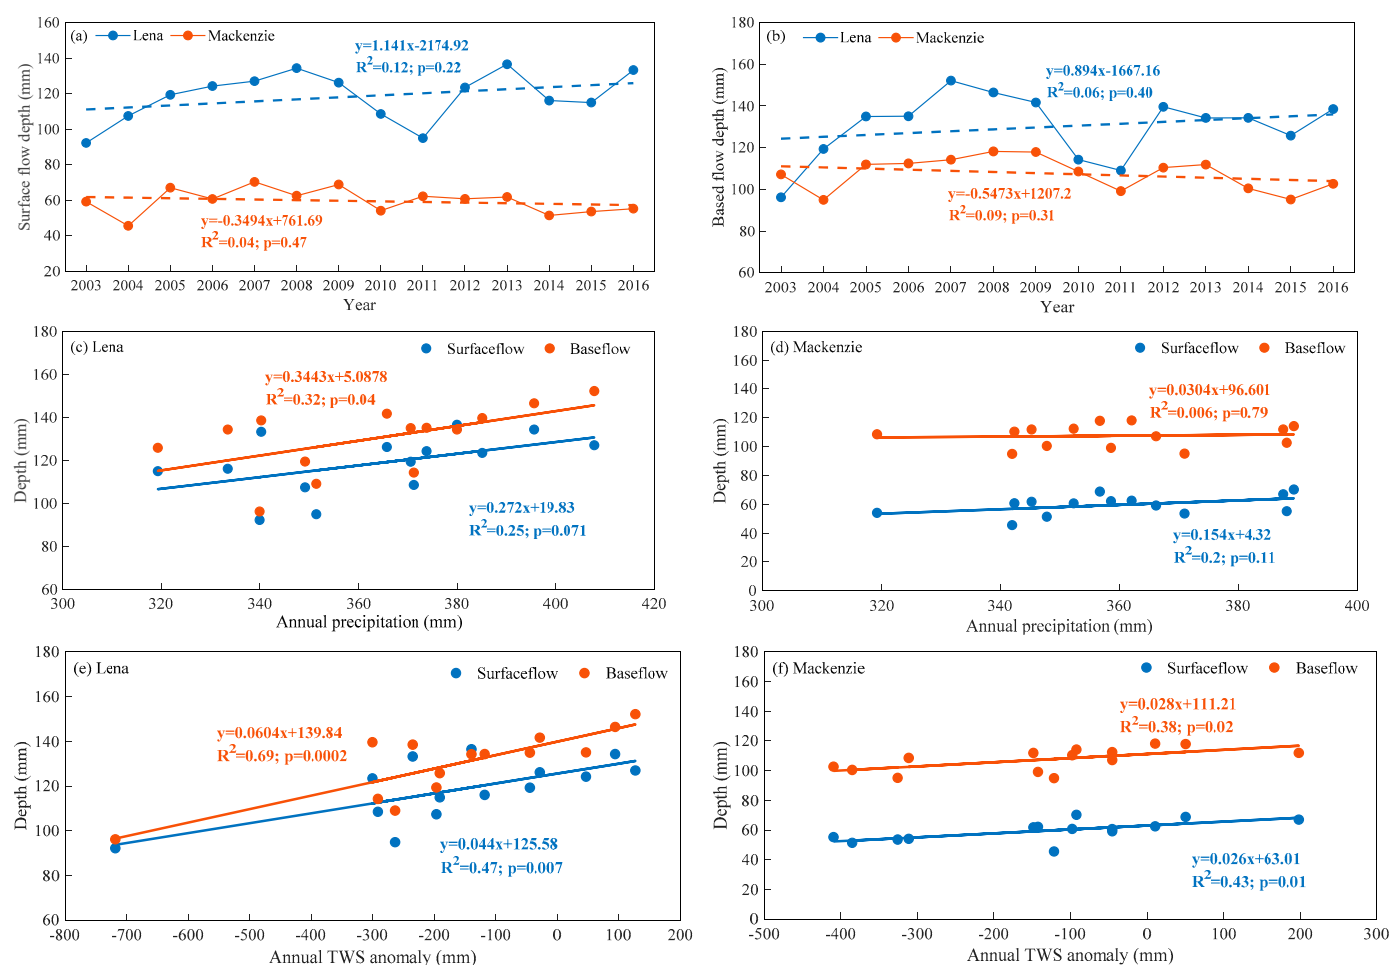 (a) Lena Mackenzie
y=1.141x-2174.92
R2=0.12; p=0.22
y=-0.3494x+761.69
R2=0.04; p=0.47
Surface flow depth (mm)
160
140
120
100
80
60
40
20
2003 2004 2005 2006 2007 2008 2009 2010 2011 2012 2013 2014 2015 2016
Year
(b) Lena Mackenzie
y=0.894x-1667.16
R2=0.06; p=0.40
y=-0.5473x+1207.2
R2=0.09; p=0.31
Based flow depth (mm)
180
160
140
120
100
80
60
2003 2004 2005 2006 2007 2008 2009 2010 2011 2012 2013 2014 2015 2016
Year
(c) Lena Surfaceflow Baseflow
y=0.3443x+5.0878
R2=0.32; p=0.04
y=0.272x+19.83
R2=0.25; p=0.071
Depth (mm)
180
160
140
120
100
80
60
300 320 340 360 380 400 420
Annual precipitation (mm)
(d) Mackenzie Surfaceflow Baseflow
y=0.0304x+96.601
R2=0.006; p=0.79
y=0.154x+4.32
R2=0.2; p=0.11
Depth (mm)
180
160
140
120
100
80
60
40
20
0
300 320 340 360 380 400
Annual precipitation (mm)
(e) Lena Surfaceflow Baseflow
y=0.0604x+139.84
R2=0.69; p=0.0002
y=0.044x+125.58
R2=0.47; p=0.007
Depth (mm)
180
160
140
120
100
80
60
-800 -700 -600 -500 -400 -300 -200 -100 0 100 200
Annual TWS anomaly (mm)
(f) Mackenzie Surfaceflow Baseflow
y=0.028x+111.21
R2=0.38; p=0.02
y=0.026x+63.01
R2=0.43; p=0.01
Depth (mm)
180
160
140
120
100
80
60
40
20
0
-500 -400 -300 -200 -100 0 100 200 300
Annual TWS anomaly (mm)